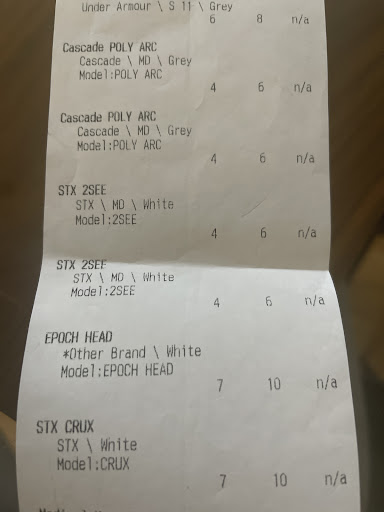 Under Armour \ S 11 \ Grey
6 8 n/a
Cascade POLY ARC
Cascade \ MD \ Grey
Model:POLY ARC
4 6 n/a
Cascade POLY ARC
Cascade \ MD \ Grey
Model:POLY ARC
4 6 n/a
STX 2SEE
STX \ MD \ White
Model:2SEE
4 6 n/a
STX 2SEE
STX \ MD \ White
Model:2SEE
4 6 n/a
EPOCH HEAD
*Other Brand \ White
Model:EPOCH HEAD
7 10 n/a
STX CRUX
STX \ White
Model:CRUX
7 10 n/a